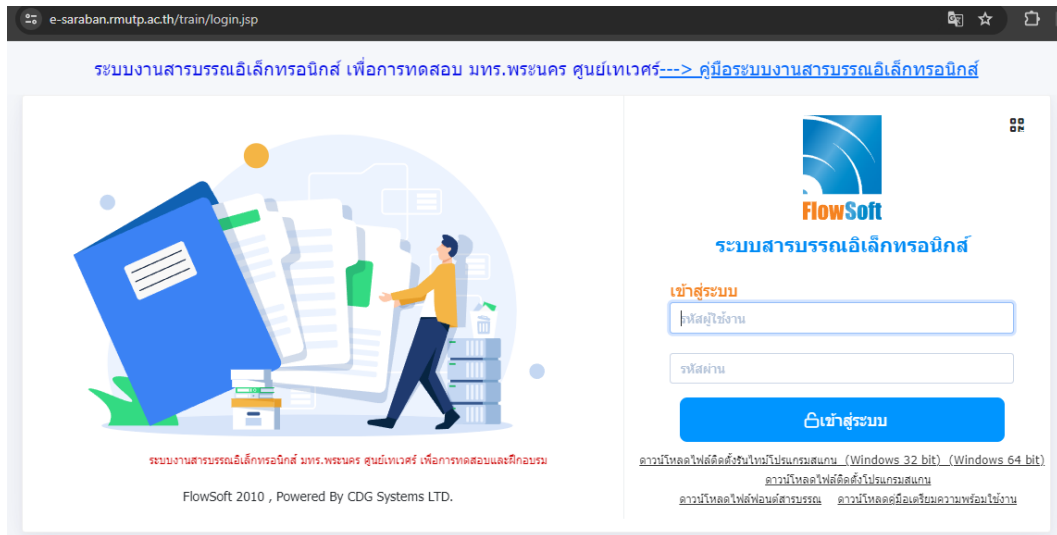 e-saraban.rmutp.ac.th/train/login.jsp
ระบบงานสารบรรณอิเล็กทรอนิกส์ เพื่อการทดสอบ มทร.พระนคร ศูนย์เทเวศร์---> คู่มือระบบงานสารบรรณอิเล็กทรอนิกส์
FlowSoft
ระบบสารบรรณอิเล็กทรอนิกส์
เข้าสู่ระบบ
รหัสผู้ใช้งาน
รหัสผ่าน
เข้าสู่ระบบ
ดาวน์โหลดไฟล์ติดตั้งรันไทม์โปรแกรมสแกน (Windows 32 bit) (Windows 64 bit)
ดาวน์โหลดไฟล์ติดตั้งโปรแกรมสแกน
ดาวน์โหลดไฟล์ฟอนต์สารบรรณ ดาวน์โหลดคู่มือเตรียมความพร้อมใช้งาน
ระบบงานสารบรรณอิเล็กทรอนิกส์ มทร.พระนคร ศูนย์เทเวศร์ เพื่อการทดสอบและฝึกอบรม
FlowSoft 2010 , Powered By CDG Systems LTD.